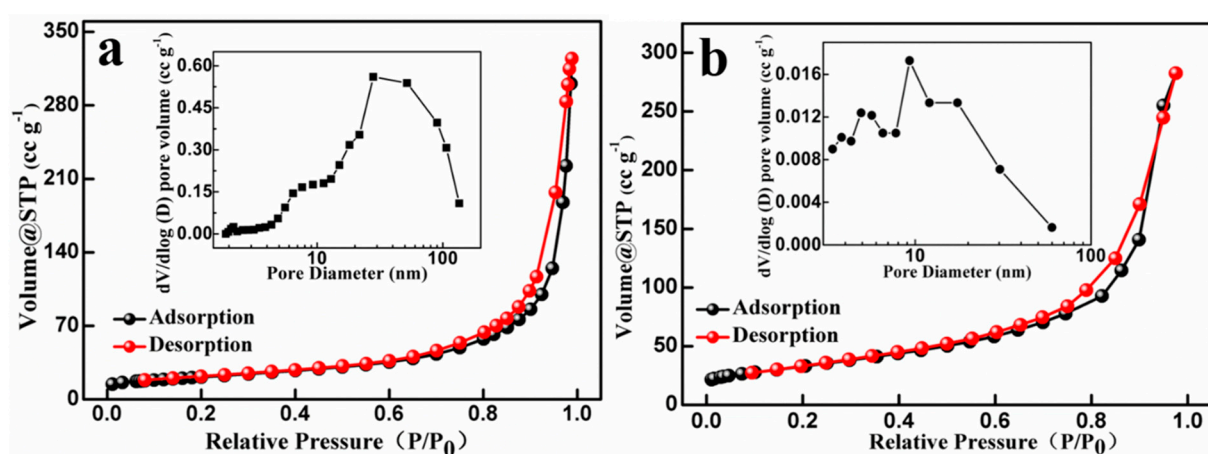 a
350
280
210
140
70
0
Volume@STP (cc g-1)
0.0 0.2 0.4 0.6 0.8 1.0
Relative Pressure（P/P0）
Adsorption
Desorption
dV/dlog (D) pore volume (cc g-1)
0.60
0.45
0.30
0.15
0.00
10 100
Pore Diameter (nm)
b
300
250
200
150
100
50
0
Volume@STP (cc g-1)
0.0 0.2 0.4 0.6 0.8 1.0
Relative Pressure（P/P0）
Adsorption
Desorption
dV/dlog (D) pore volume (cc g-1)
0.016
0.012
0.008
0.004
0.000
10 100
Pore Diameter (nm)